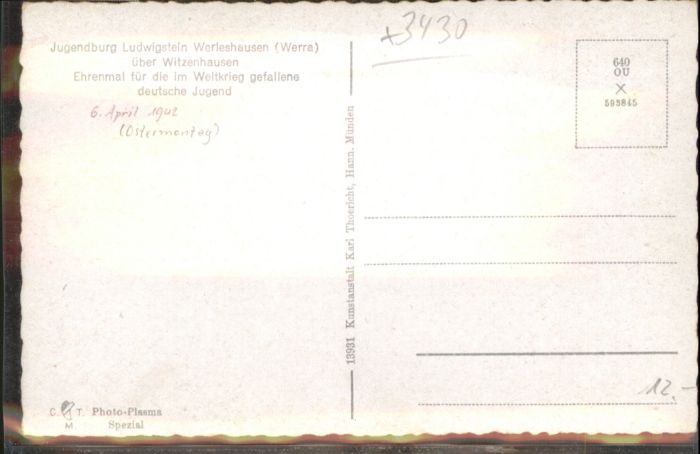 Jugendburg Ludwigstein Werleshausen (Werra)
über Witzenhausen
Ehrenmal für die im Weltkrieg gefallene
deutsche Jugend
6. April 1942
(Ostermontag)
+3430
640
OU
X
593845
13931 Kunstanstalt Karl Thoericht, Hann. Münden
12,-
C. T. Photo-Plasma
M Spezial